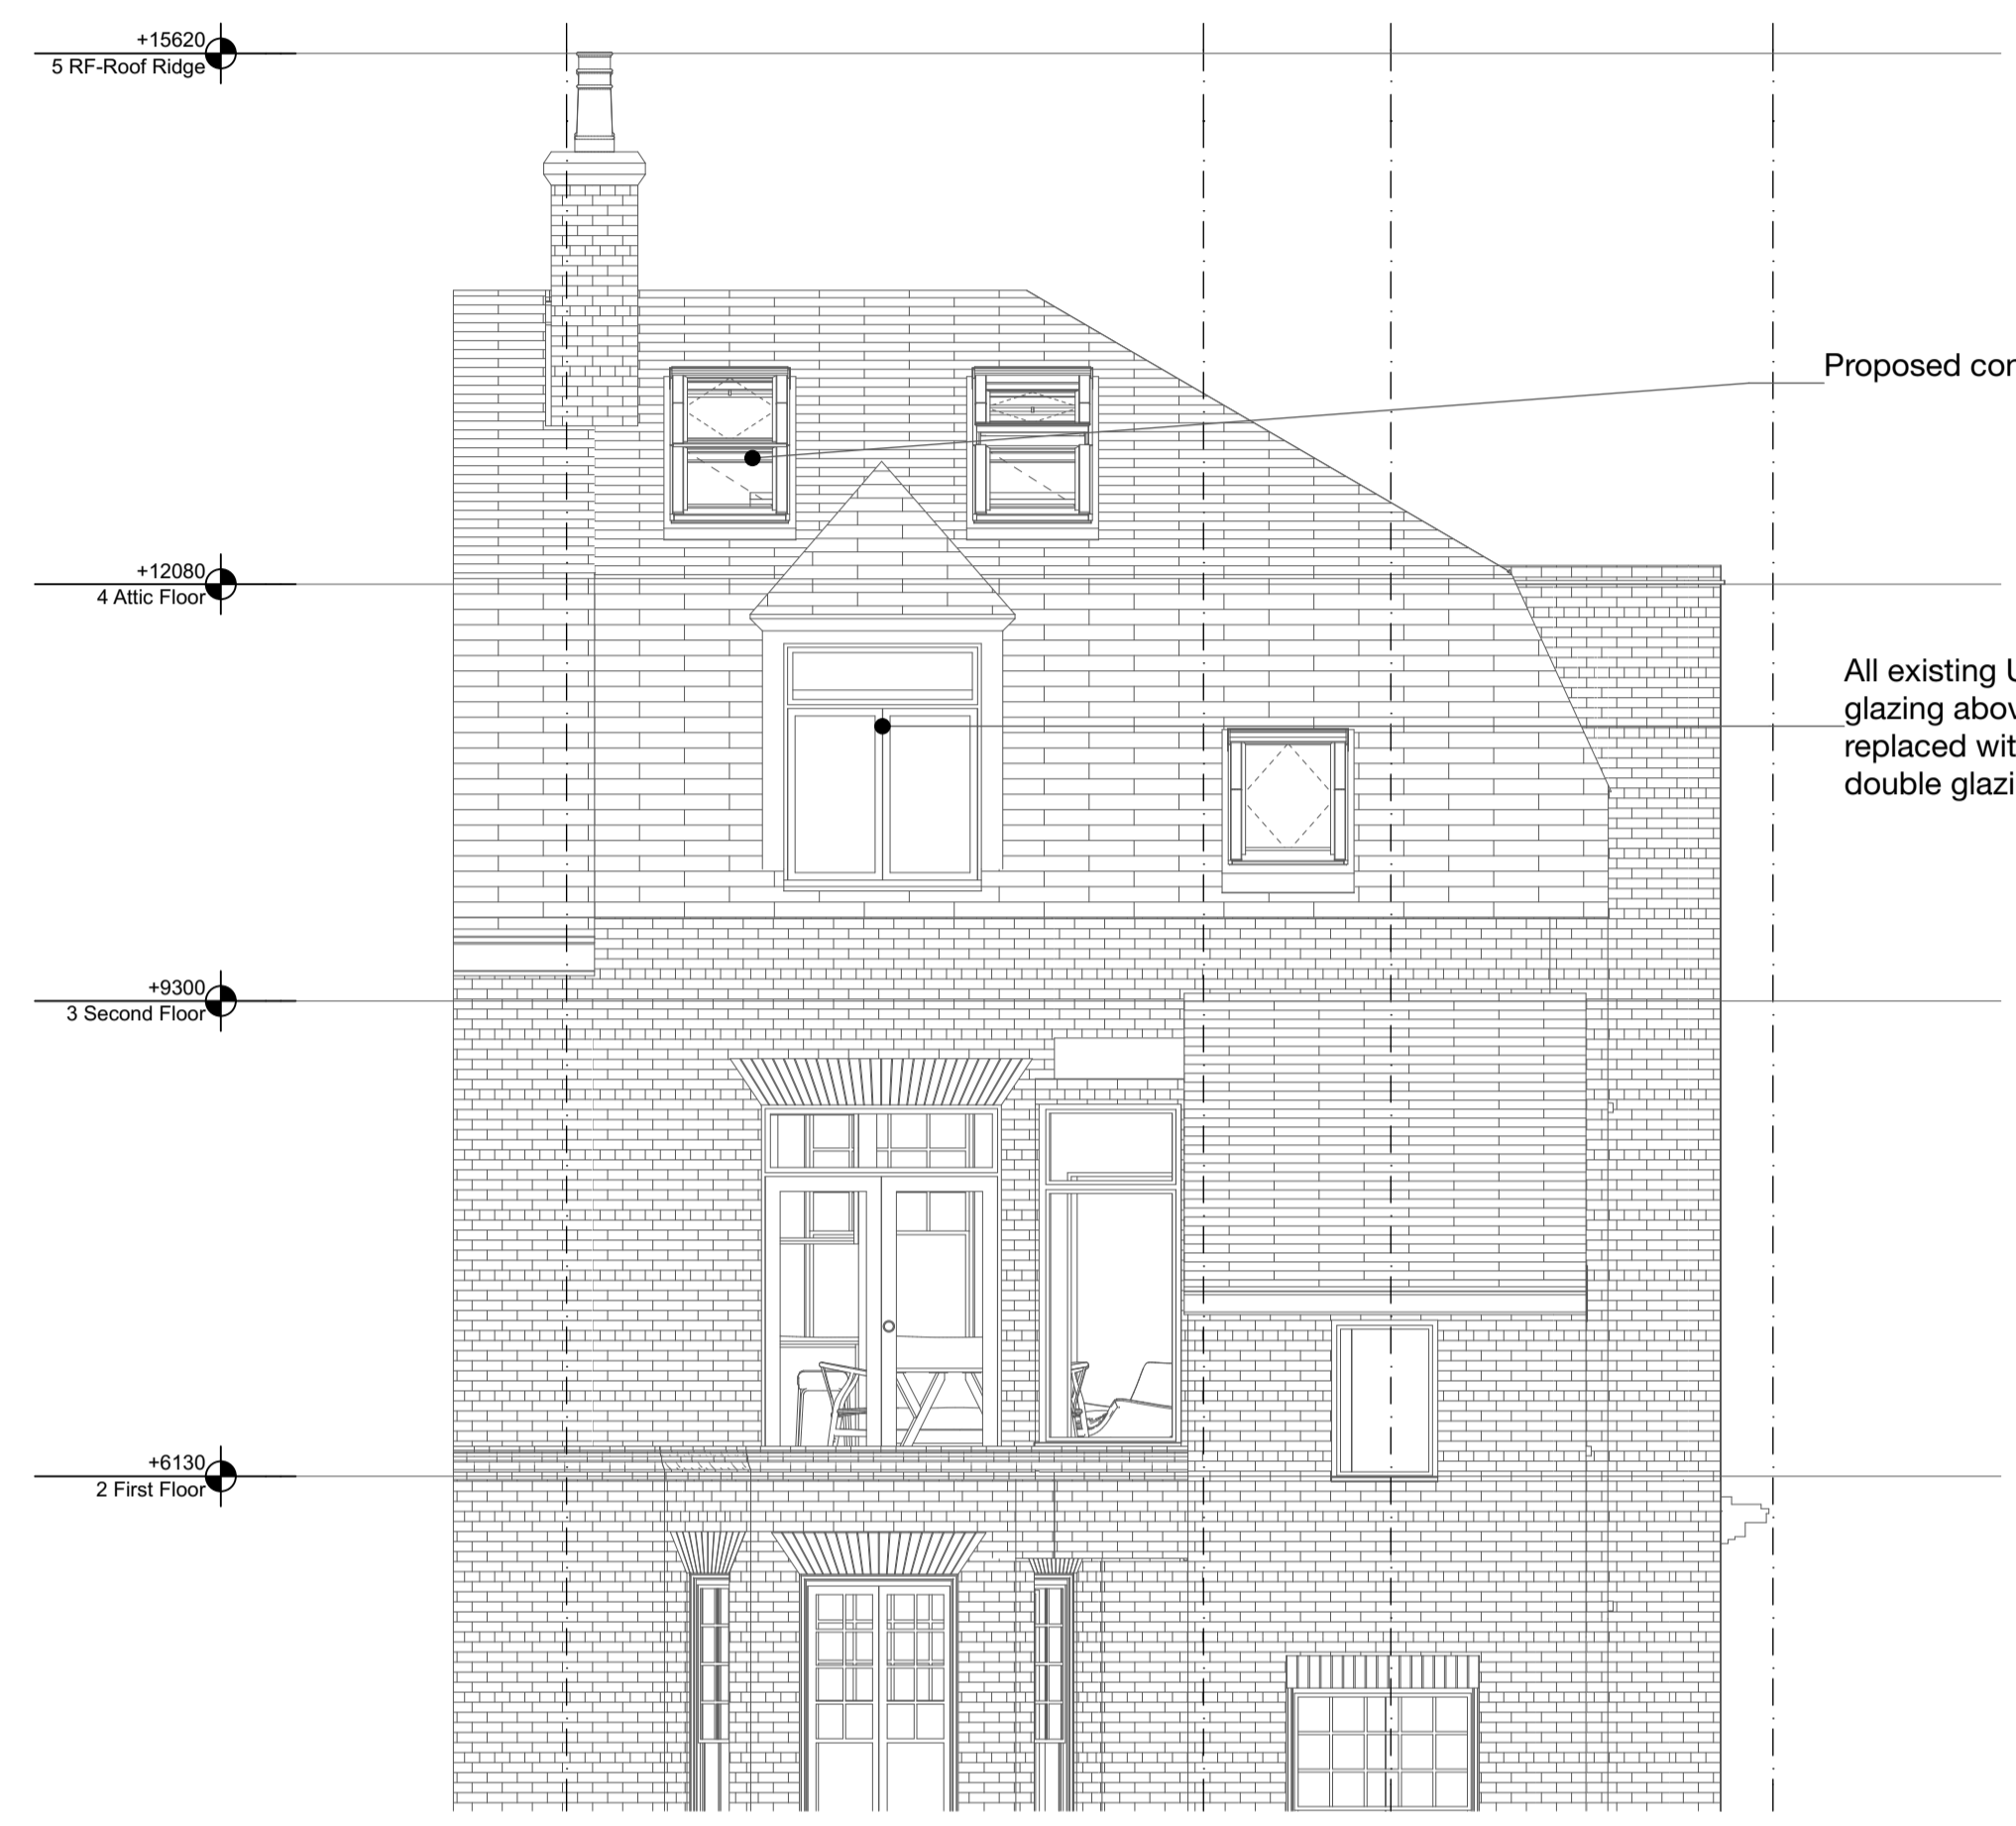 +15620
5 RF-Roof Ridge
Proposed con
+12080
4 Attic Floor
All existing U
glazing abov
replaced wit
double glazi
+9300
3 Second Floor
+6130
2 First Floor